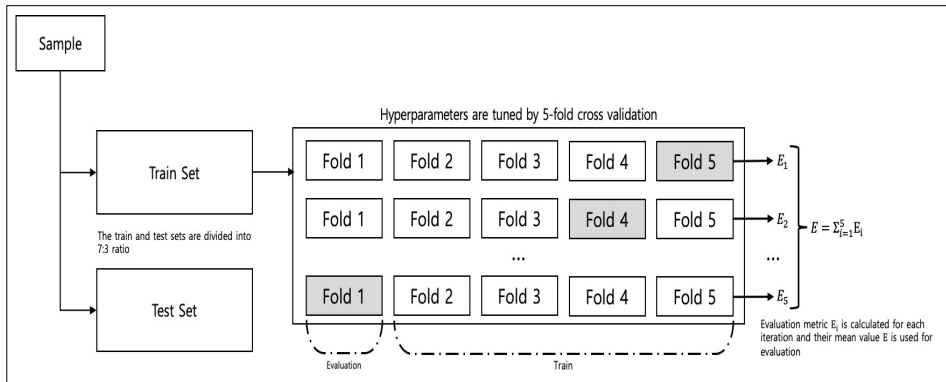 Sample
Hyperparameters are tuned by 5-fold cross validation
Train Set
Fold 1 Fold 2 Fold 3 Fold 4 Fold 5 E₁
The train and test sets are divided into
7:3 ratio
Fold 1 Fold 2 Fold 3 Fold 4 Fold 5 E₂
E = Σ⁵ᵢ₌₁Eᵢ
... ...
Test Set
Fold 1 Fold 2 Fold 3 Fold 4 Fold 5 E₅
Evaluation metric Eᵢ is calculated for each
iteration and their mean value E is used for
evaluation
Evaluation
Train